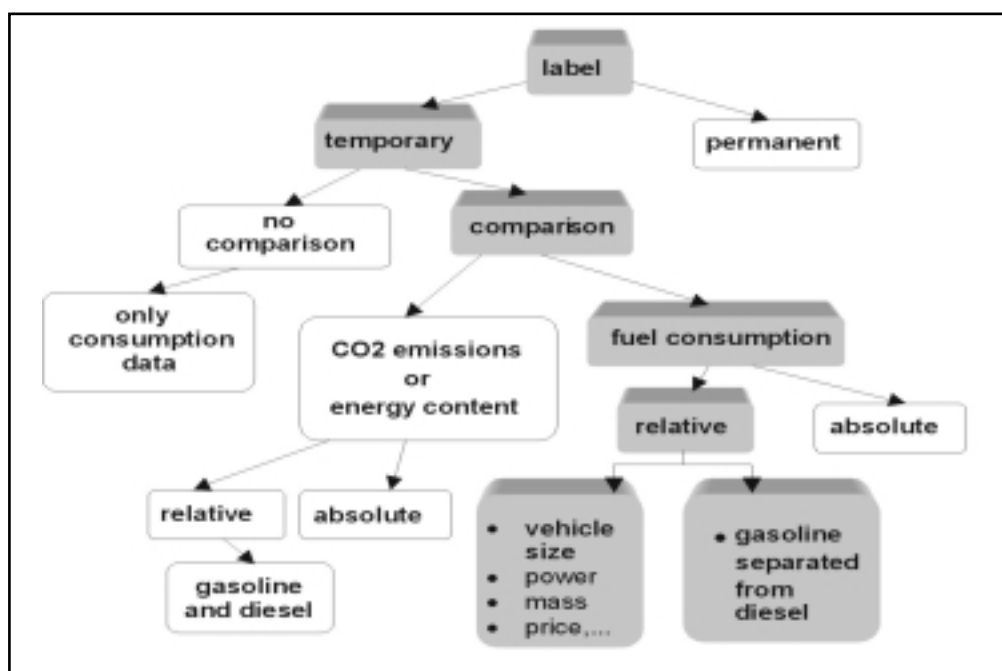 label
temporary
permanent
no
comparison
comparison
only
consumption
data
CO2 emissions
or
energy content
fuel consumption
relative
absolute
relative
absolute
• vehicle
size
• power
• mass
• price,...
• gasoline
separated
from
diesel
gasoline
and diesel